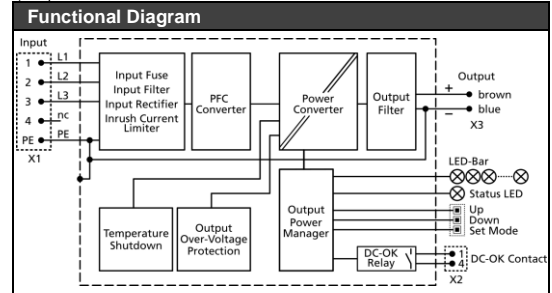 Functional Diagram
Input
1 L1
2 L2
3 L3
4 nc
PE PE
X1
Input Fuse
Input Filter
Input Rectifier
Inrush Current
Limiter
PFC
Converter
Power
Converter
Output
Filter
Output
+ brown
− blue
X3
Temperature
Shutdown
Output
Over-Voltage
Protection
Output
Power
Manager
LED-Bar
Status LED
Up
Down
Set Mode
DC-OK
Relay
1
4
DC-OK Contact
X2